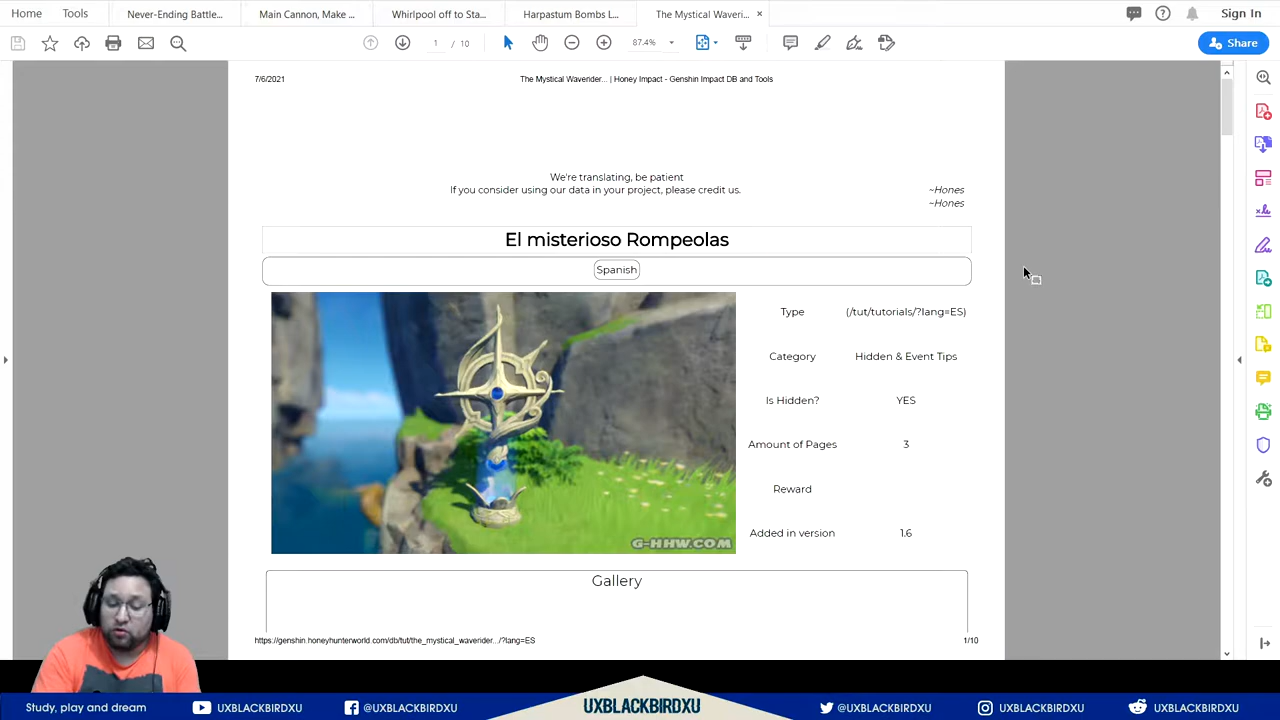 Home
Tools
Never-Ending Battle...
Main Cannon, Make ...
Whirlpool off to Sta...
Harpastum Bombs L...
The Mystical Waveri...
×
Sign In
1 / 10
87.4%
Share
7/6/2021
The Mystical Waverider... | Honey Impact - Genshin Impact DB and Tools
We're translating, be patient
If you consider using our data in your project, please credit us.
~Hones
~Hones
El misterioso Rompeolas
Spanish
Type (/tut/tutorials/?lang=ES)
Category Hidden & Event Tips
Is Hidden? YES
Amount of Pages 3
Reward
Added in version 1.6
G-HHW.COM
Gallery
https://genshin.honeyhunterworld.com/db/tut/the_mystical_waverider.../?lang=ES
1/10
Study, play and dream
UXBLACKBIRDXU
@UXBLACKBIRDXU
UXBLACKBIRDXU
@UXBLACKBIRDXU
UXBLACKBIRDXU
UXBLACKBIRDXU